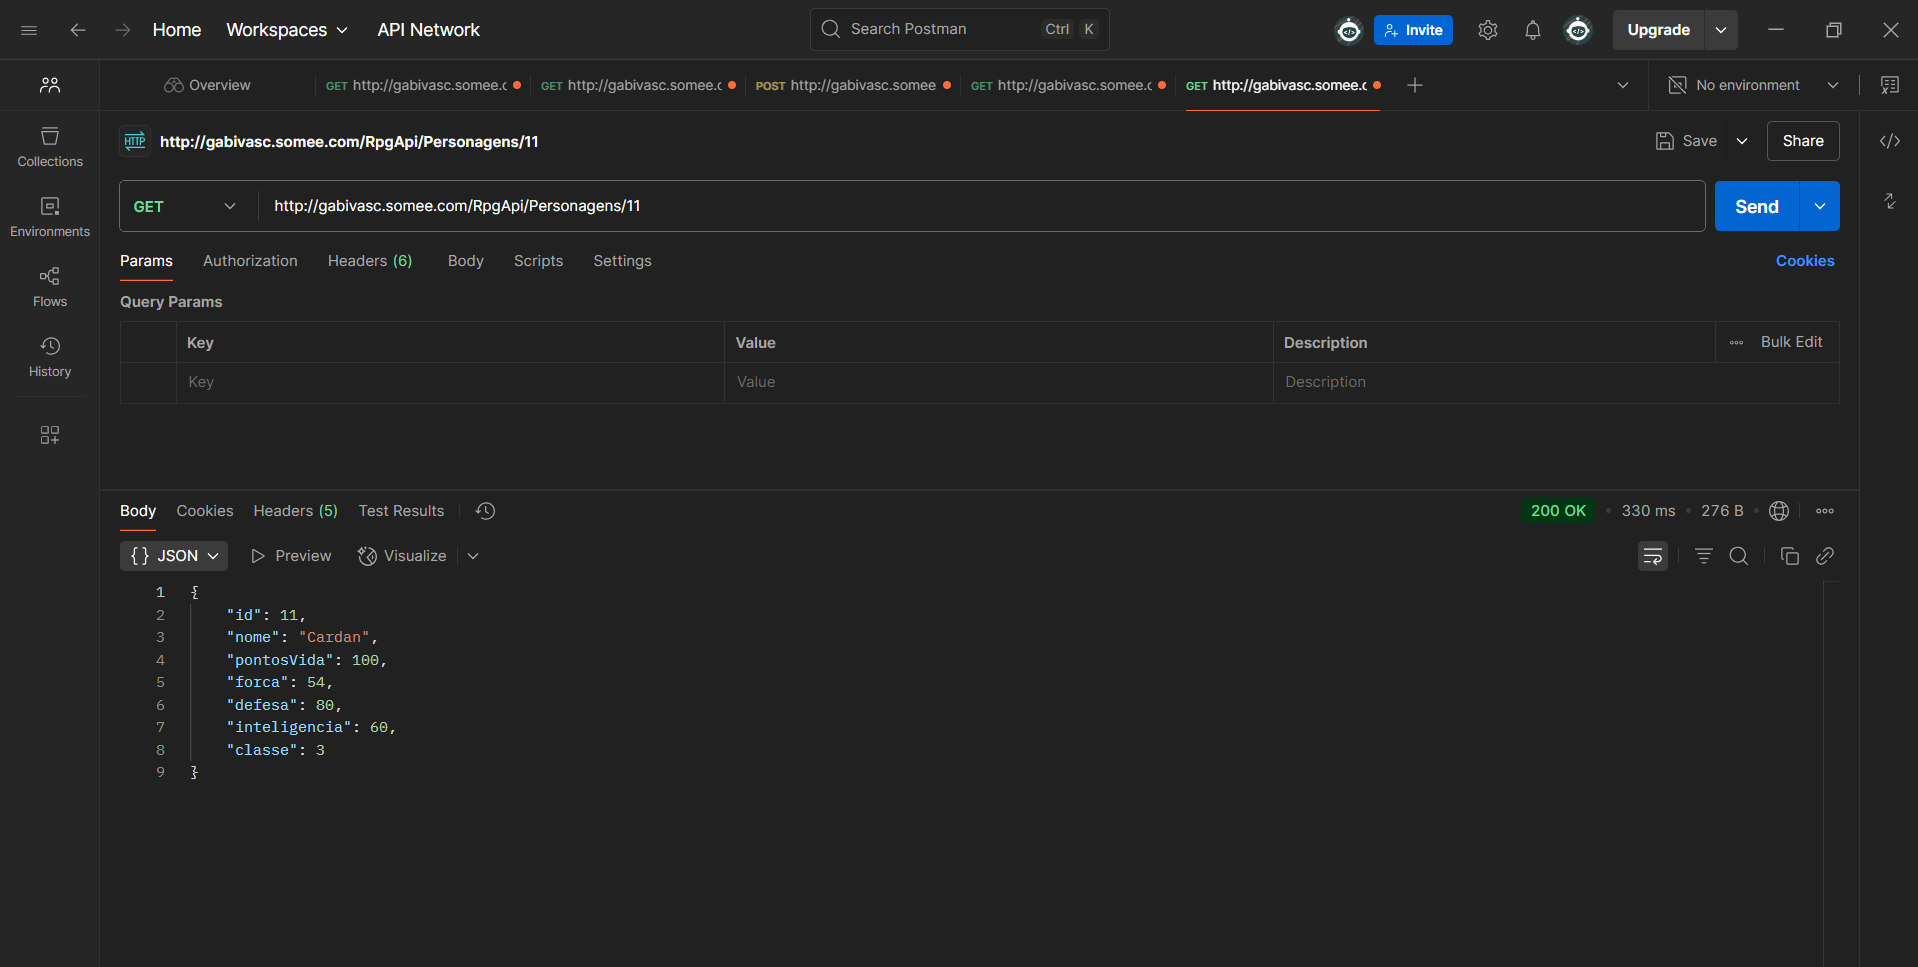 Home Workspaces API Network Search Postman Ctrl K Invite Upgrade
Overview GET http://gabivasc.somee.c GET http://gabivasc.somee.c POST http://gabivasc.somee GET http://gabivasc.somee.c GET http://gabivasc.somee.c No environment
HTTP http://gabivasc.somee.com/RpgApi/Personagens/11 Save Share
Collections
GET http://gabivasc.somee.com/RpgApi/Personagens/11 Send
Environments
Params Authorization Headers (6) Body Scripts Settings Cookies
Flows
Query Params
Key Value Description Bulk Edit
History
Key Value Description
Body Cookies Headers (5) Test Results 200 OK • 330 ms • 276 B •
{} JSON Preview Visualize
1 {
2 "id": 11,
3 "nome": "Cardan",
4 "pontosVida": 100,
5 "forca": 54,
6 "defesa": 80,
7 "inteligencia": 60,
8 "classe": 3
9 }